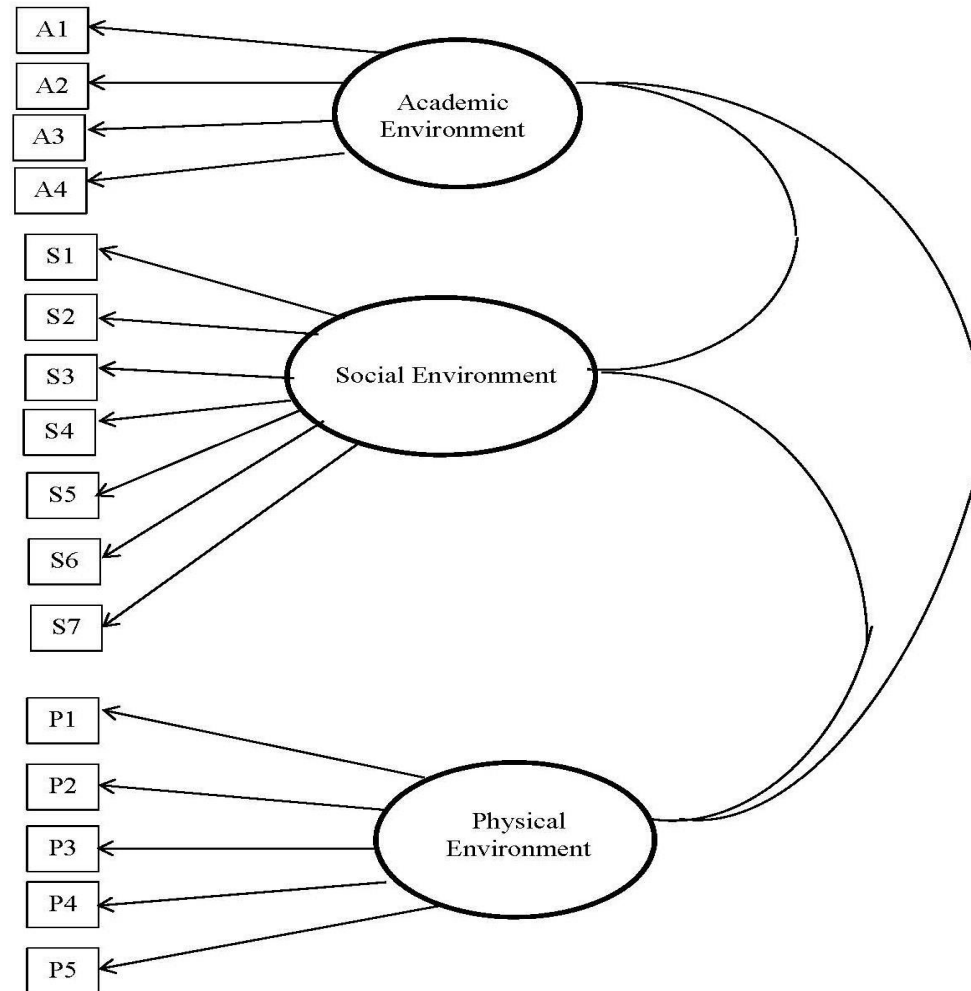 A1
A2
A3
A4
Academic
Environment
S1
S2
S3
S4
S5
S6
S7
Social Environment
P1
P2
P3
P4
P5
Physical
Environment